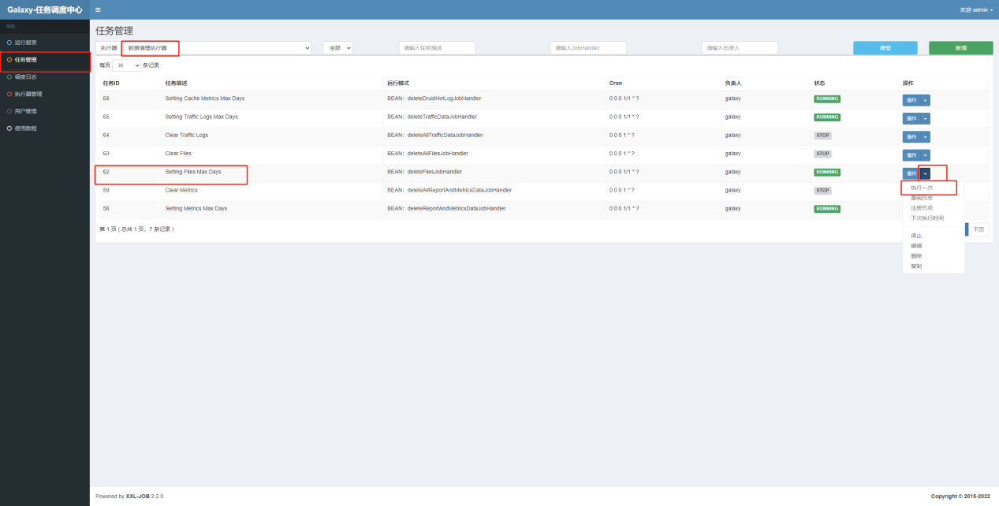 Galaxy-任务调度中心
欢迎 admin
导航
运行报表
任务管理
调度日志
执行器管理
用户管理
使用教程
任务管理
执行器 数据清理执行器 全部 请输入任务描述 请输入JobHandler 请输入负责人 搜索 新增
每页 30 条记录
任务ID 任务描述 运行模式 Cron 负责人 状态 操作
68 Setting Cache Metrics Max Days BEAN：deleteDruidHotLogJobHandler 0 0 0 1/1 * ? galaxy RUNNING 操作
65 Setting Traffic Logs Max Days BEAN：deleteTrafficDataJobHandler 0 0 0 1/1 * ? galaxy RUNNING 操作
64 Clear Traffic Logs BEAN：deleteAllTrafficDataJobHandler 0 0 0 1 * ? galaxy STOP 操作
63 Clear Files BEAN：deleteAllFilesJobHandler 0 0 0 1 * ? galaxy STOP 操作
62 Setting Files Max Days BEAN：deleteFilesJobHandler 0 0 0 1/1 * ? galaxy RUNNING 操作
59 Clear Metrics BEAN：deleteAllReportAndMetricsDataJobHandler 0 0 0 1 * ? galaxy STOP
58 Setting Metrics Max Days BEAN：deleteReportAndMetricsDataJobHandler 0 0 0 1/1 * ? galaxy RUNNING
执行一次
查询日志
注册节点
下次执行时间
停止
编辑
删除
复制
第 1 页 ( 总共 1 页，7 条记录 ) 下页
Powered by XXL-JOB 2.2.0
Copyright © 2015-2022